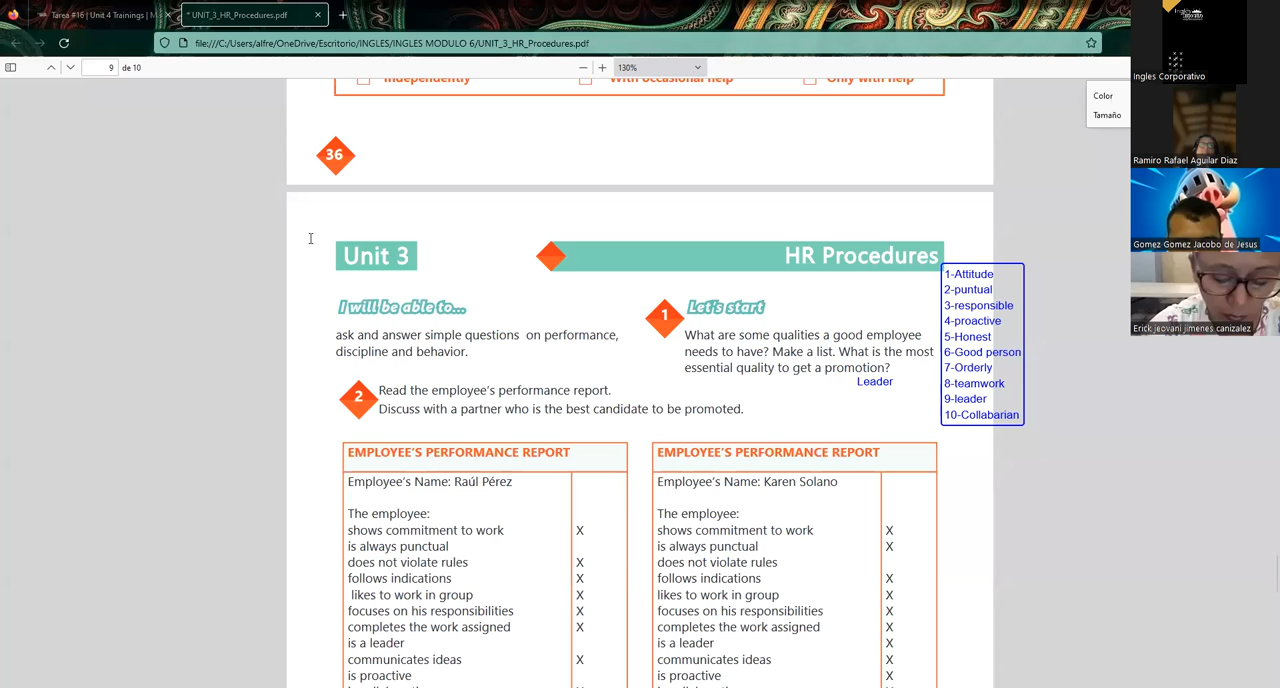 Tarea #16 | Unit 4 Trainings | M
* UNIT_3_HR_Procedures.pdf
file:///C:/Users/alfre/OneDrive/Escritorio/INGLES/INGLES MODULO 6/UNIT_3_HR_Procedures.pdf
9 de 10
130%
Color
Tamaño
Independently
With occasional help
Only with help
36
Unit 3
HR Procedures
I will be able to...
ask and answer simple questions on performance,
discipline and behavior.
1
Let's start
What are some qualities a good employee
needs to have? Make a list. What is the most
essential quality to get a promotion?
Leader
1-Attitude
2-puntual
3-responsible
4-proactive
5-Honest
6-Good person
7-Orderly
8-teamwork
9-leader
10-Collabarian
2
Read the employee's performance report.
Discuss with a partner who is the best candidate to be promoted.
EMPLOYEE'S PERFORMANCE REPORT
Employee's Name: Raúl Pérez
The employee:
shows commitment to work X
is always punctual
does not violate rules X
follows indications X
likes to work in group X
focuses on his responsibilities X
completes the work assigned X
is a leader
communicates ideas X
is proactive
EMPLOYEE'S PERFORMANCE REPORT
Employee's Name: Karen Solano
The employee:
shows commitment to work X
is always punctual X
does not violate rules
follows indications X
likes to work in group X
focuses on his responsibilities X
completes the work assigned X
is a leader X
communicates ideas X
is proactive X
Ingles Corporativo
Ramiro Rafael Aguilar Diaz
Gomez Gomez Jacobo de Jesus
Erick jeovani jimenes canizalez